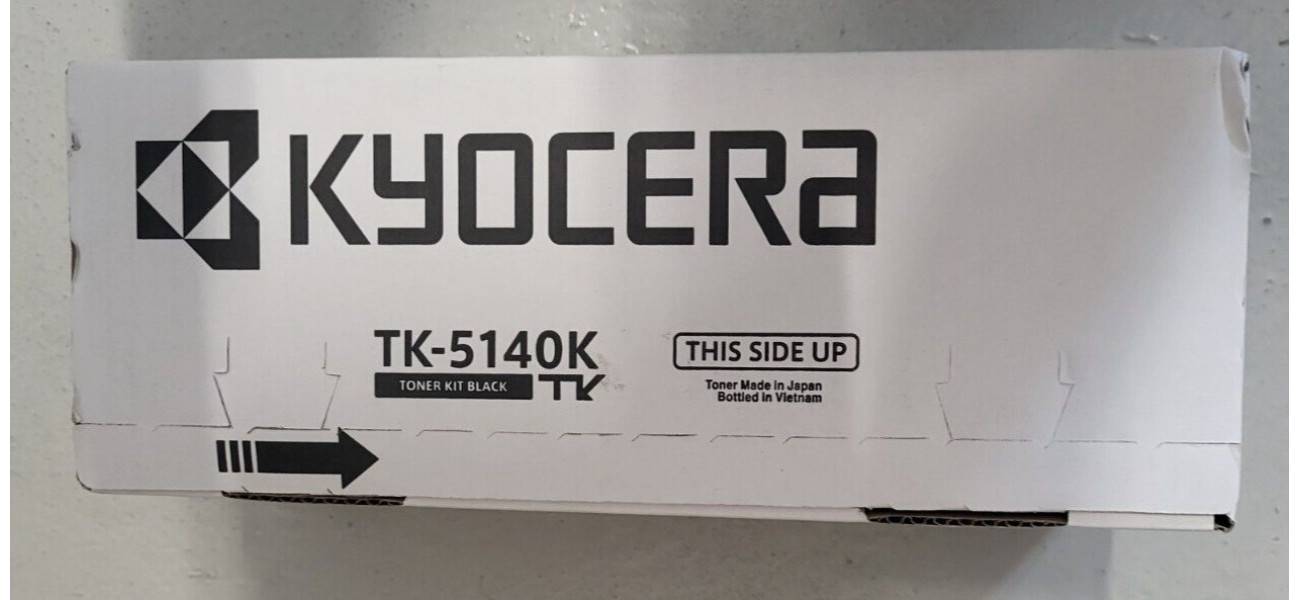 KYOCERA
TK-5140K
TONER KIT BLACK
TK
THIS SIDE UP
Toner Made in Japan
Bottled in Vietnam